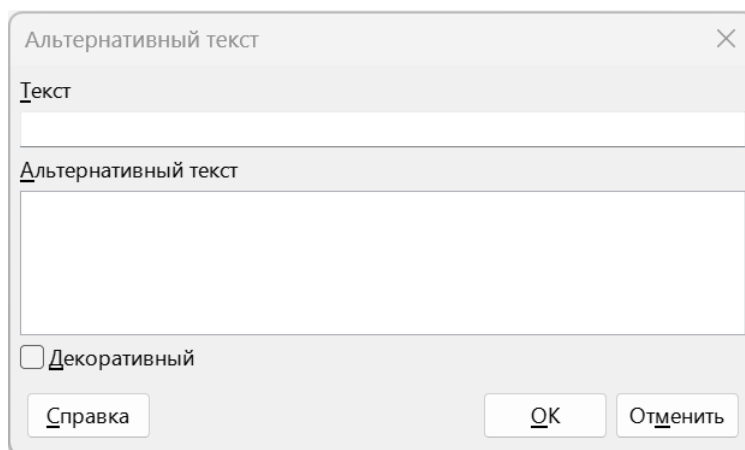 Альтернативный текст
Текст
Альтернативный текст
Декоративный
Справка OK Отменить